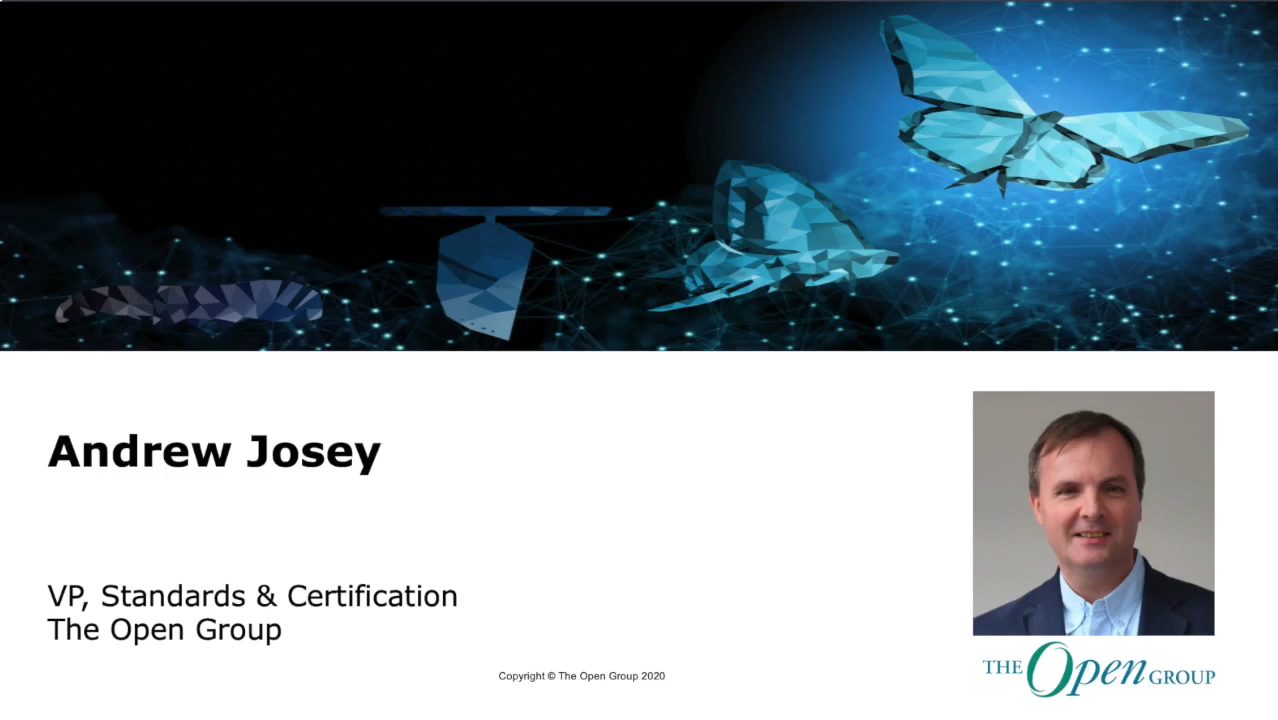 Andrew Josey
VP, Standards & Certification
The Open Group
Copyright © The Open Group 2020
THE Open GROUP